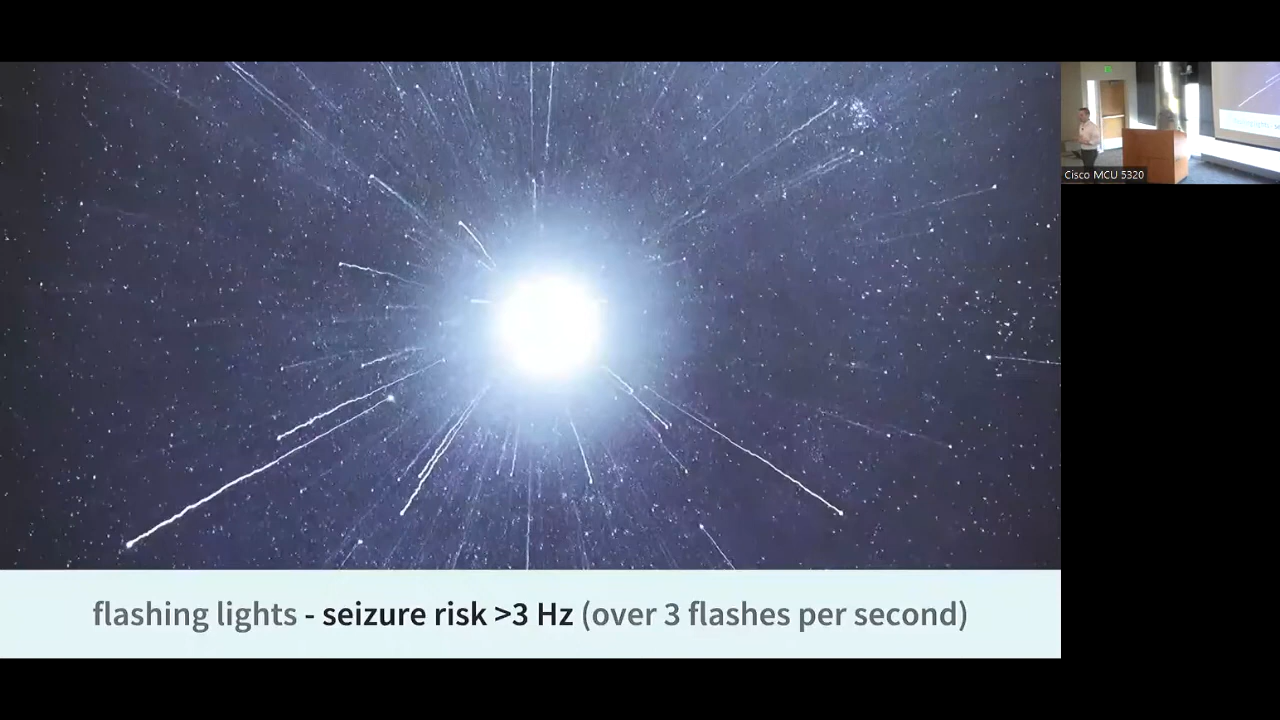 flashing lights - seizure risk >3 Hz (over 3 flashes per second)
Cisco MCU 5320